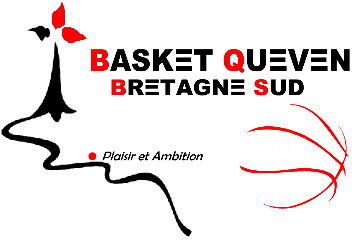 BASKET QUEVEN
BRETAGNE SUD
Plaisir et Ambition